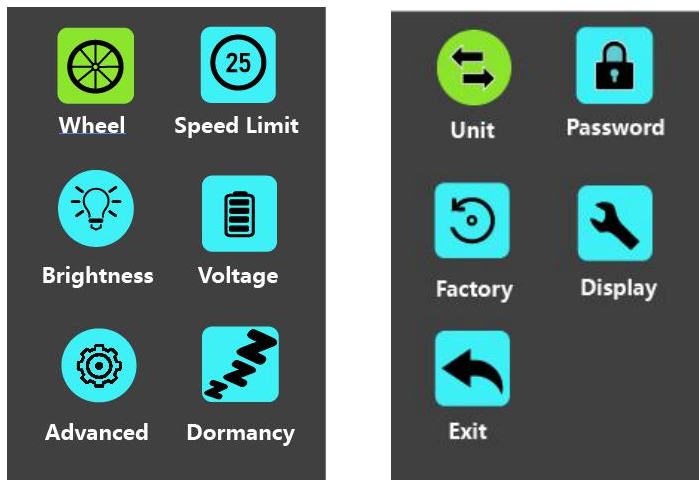 25
Wheel
Speed Limit
Brightness
Voltage
Advanced
Dormancy
Unit
Password
Factory
Display
Exit